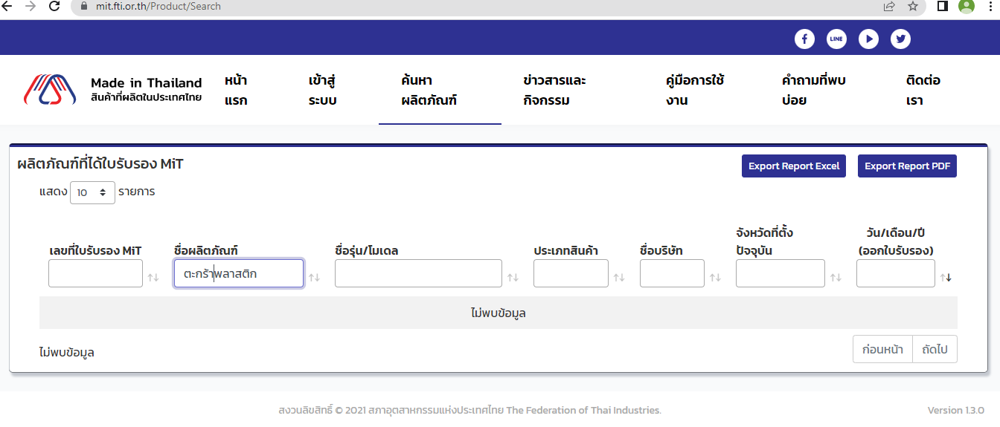 mit.fti.or.th/Product/Search
LINE
Made in Thailand
สินค้าที่ผลิตในประเทศไทย
หน้า
แรก
เข้าสู่
ระบบ
ค้นหา
ผลิตภัณฑ์
ข่าวสารและ
กิจกรรม
คู่มือการใช้
งาน
คำถามที่พบ
บ่อย
ติดต่อ
เรา
ผลิตภัณฑ์ที่ได้ใบรับรอง MiT
Export Report Excel
Export Report PDF
แสดง 10 รายการ
เลขที่ใบรับรอง MiT
ชื่อผลิตภัณฑ์
ชื่อรุ่น/โมเดล
ประเภทสินค้า
ชื่อบริษัท
จังหวัดที่ตั้ง
ปัจจุบัน
วัน/เดือน/ปี
(ออกใบรับรอง)
ตะกร้าพลาสติก
ไม่พบข้อมูล
ไม่พบข้อมูล
ก่อนหน้า
ถัดไป
สงวนลิขสิทธิ์ © 2021 สภาอุตสาหกรรมแห่งประเทศไทย The Federation of Thai Industries.
Version 1.3.0